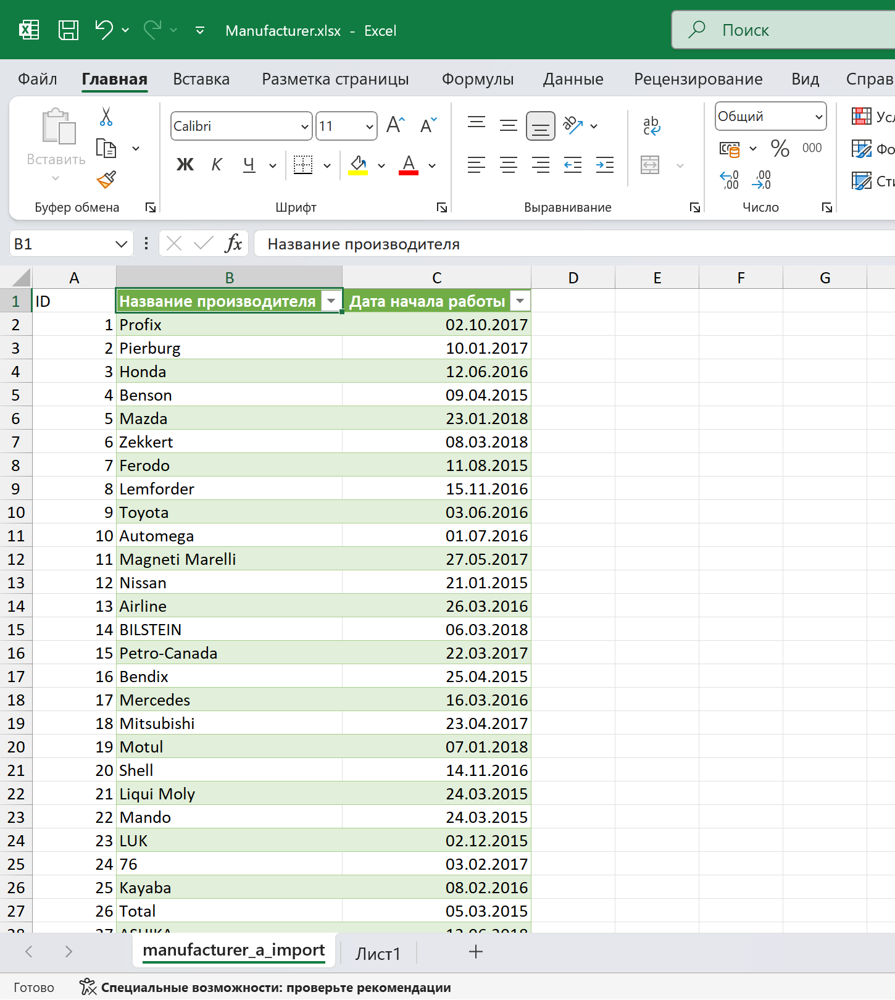 Manufacturer.xlsx - Excel
Поиск
Файл Главная Вставка Разметка страницы Формулы Данные Рецензирование Вид Справ
Вставить
Calibri 11
Ж К Ч
Общий
% 000
Буфер обмена Шрифт Выравнивание Число
B1 fx Название производителя
A B C D E F G
1 ID Название производителя Дата начала работы
2 1 Profix 02.10.2017
3 2 Pierburg 10.01.2017
4 3 Honda 12.06.2016
5 4 Benson 09.04.2015
6 5 Mazda 23.01.2018
7 6 Zekkert 08.03.2018
8 7 Ferodo 11.08.2015
9 8 Lemforder 15.11.2016
10 9 Toyota 03.06.2016
11 10 Automega 01.07.2016
12 11 Magneti Marelli 27.05.2017
13 12 Nissan 21.01.2015
14 13 Airline 26.03.2016
15 14 BILSTEIN 06.03.2018
16 15 Petro-Canada 22.03.2017
17 16 Bendix 25.04.2015
18 17 Mercedes 16.03.2016
19 18 Mitsubishi 23.04.2017
20 19 Motul 07.01.2018
21 20 Shell 14.11.2016
22 21 Liqui Moly 24.03.2015
23 22 Mando 24.03.2015
24 23 LUK 02.12.2015
25 24 76 03.02.2017
26 25 Kayaba 08.02.2016
27 26 Total 05.03.2015
28 27 ASHIKA
manufacturer_a_import Лист1
Готово Специальные возможности: проверьте рекомендации